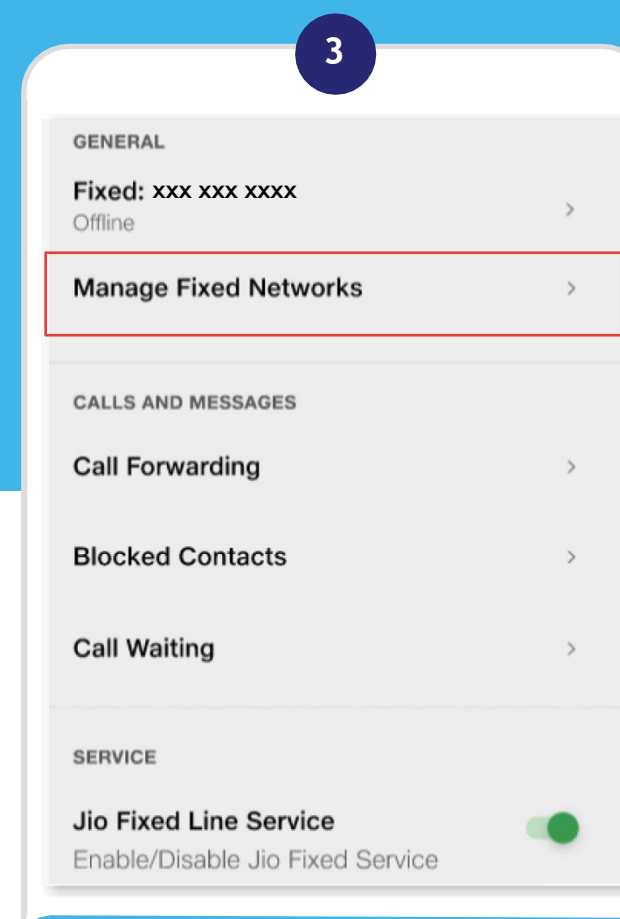 3
GENERAL
Fixed: xxx xxx xxxx
Offline
Manage Fixed Networks
CALLS AND MESSAGES
Call Forwarding
Blocked Contacts
Call Waiting
SERVICE
Jio Fixed Line Service
Enable/Disable Jio Fixed Service